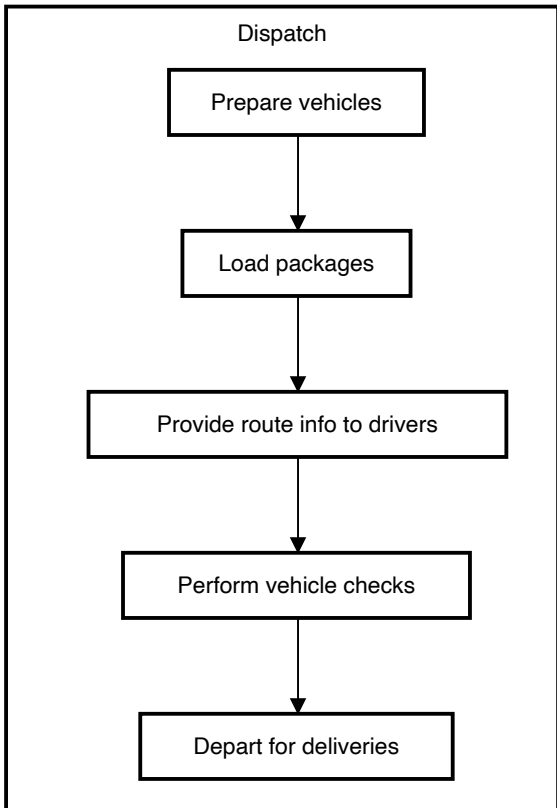 Dispatch
Prepare vehicles
Load packages
Provide route info to drivers
Perform vehicle checks
Depart for deliveries